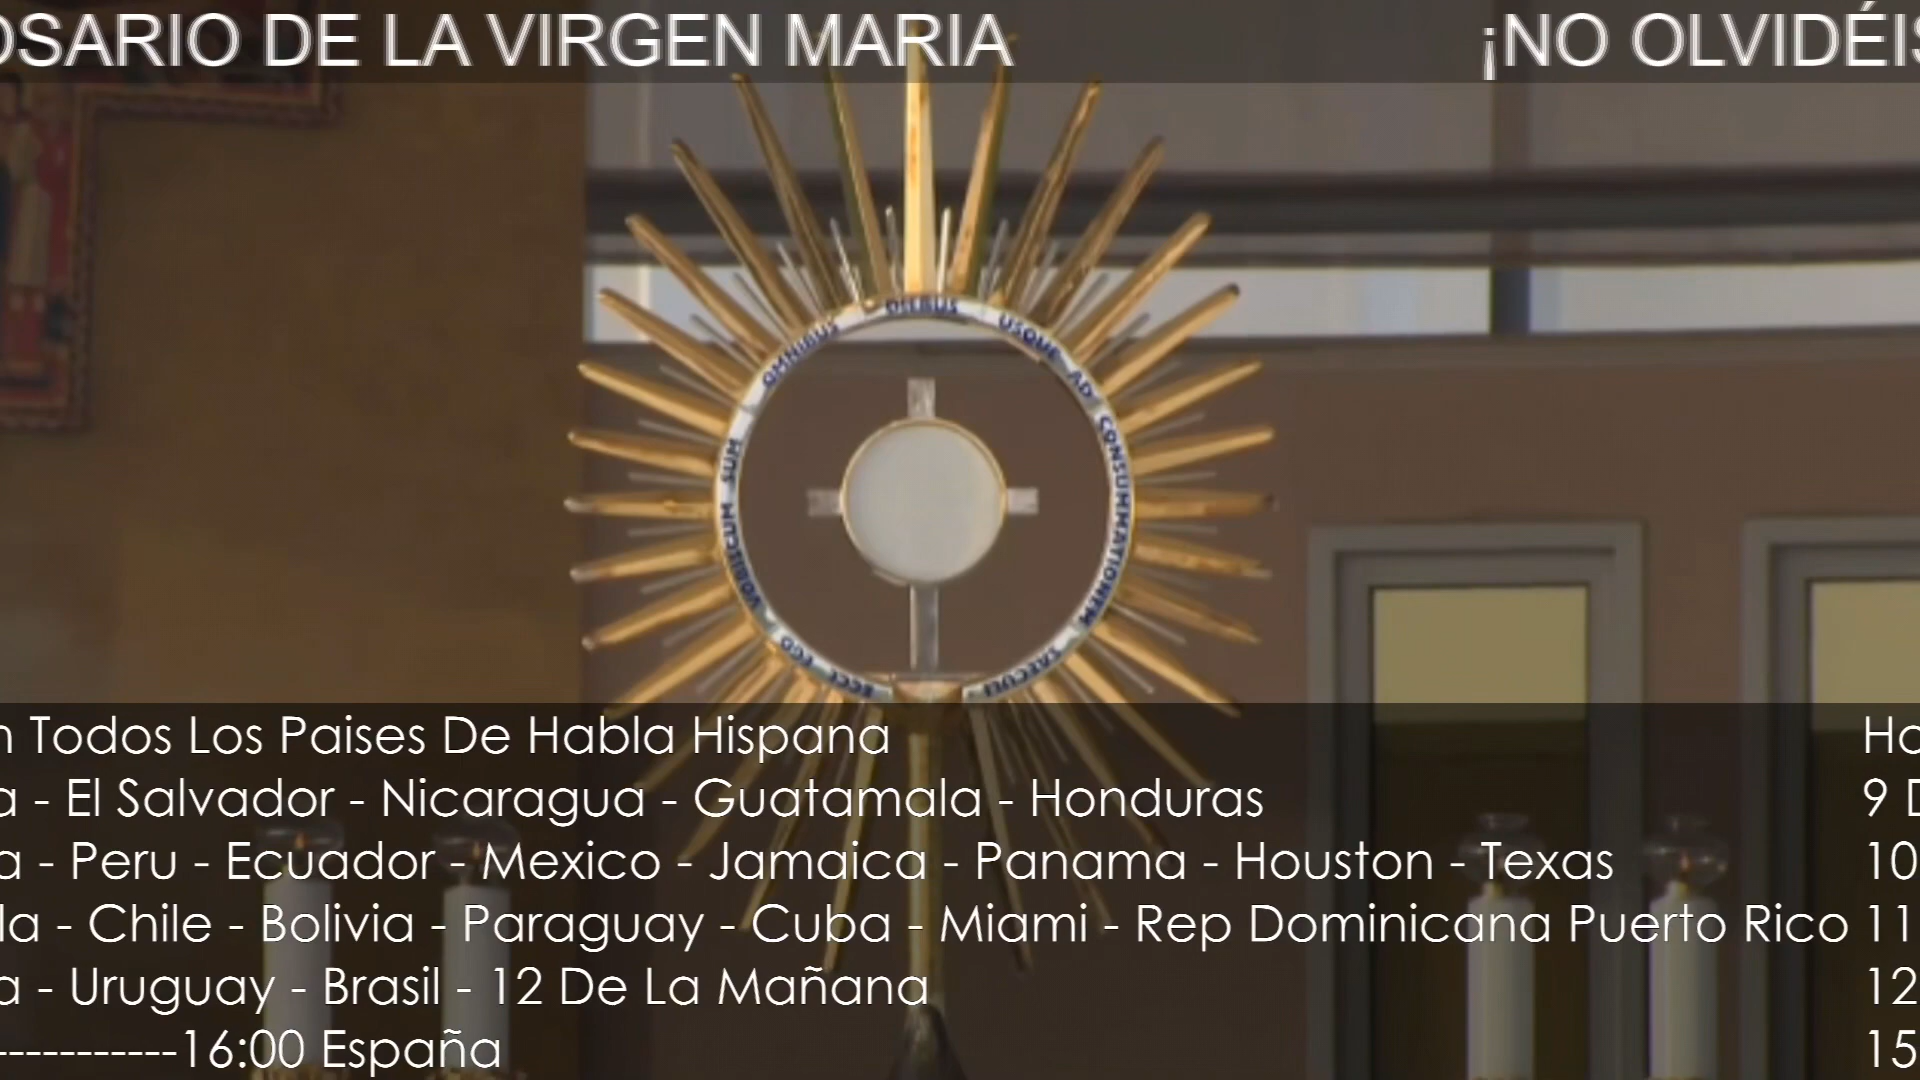 OSARIO DE LA VIRGEN MARIA
¡NO OLVIDÉIS
ECCE EGO VOBISCUM SUM OMNIBUS DIEBUS USQUE AD CONSUMMATIONEM SAECULI
n Todos Los Paises De Habla Hispana
Ho
a - El Salvador - Nicaragua - Guatamala - Honduras
9 D
a - Peru - Ecuador - Mexico - Jamaica - Panama - Houston - Texas
10
la - Chile - Bolivia - Paraguay - Cuba - Miami - Rep Dominicana Puerto Rico
11
a - Uruguay - Brasil - 12 De La Mañana
12
------------16:00 España
15